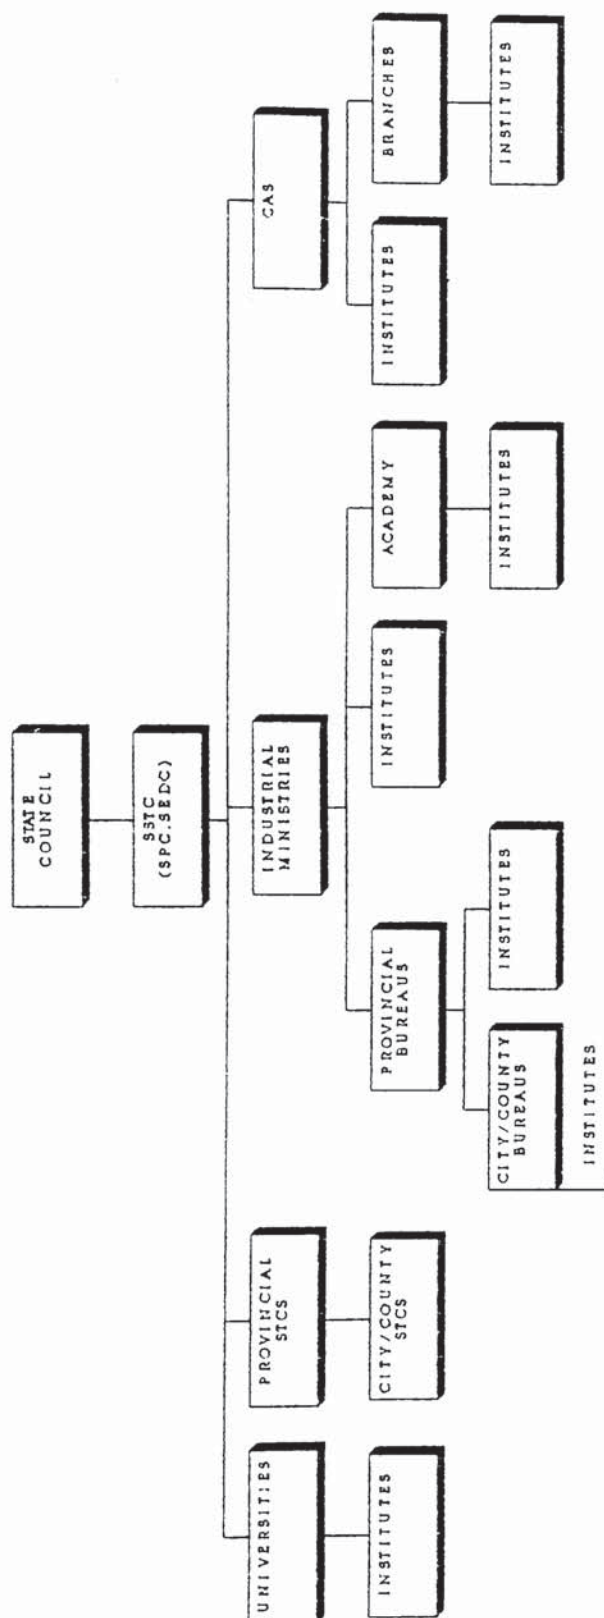 STATE
COUNCIL
SSTC
(SPC.SEDC)
UNIVERSITIES
PROVINCIAL
STCS
INDUSTRIAL
MINISTRIES
CAS
INSTITUTES
CITY/COUNTY
STCS
PROVINCIAL
BUREAUS
INSTITUTES
ACADEMY
INSTITUTES
BRANCHES
CITY/COUNTY
BUREAUS
INSTITUTES
INSTITUTES
INSTITUTES
INSTITUTES